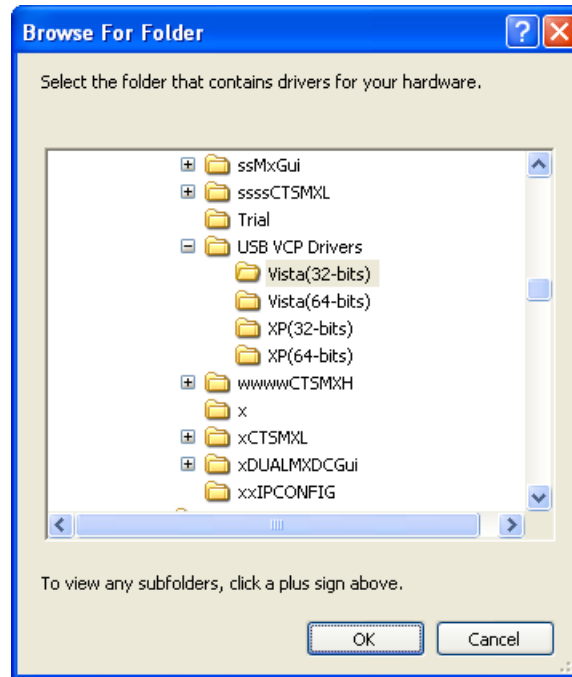 Browse For Folder
Select the folder that contains drivers for your hardware.
ssMxGui
ssssCTSMXL
Trial
USB VCP Drivers
Vista(32-bits)
Vista(64-bits)
XP(32-bits)
XP(64-bits)
wwwwCTSMXH
x
xCTSMXL
xDUALMXDCGui
xxIPCONFIG
To view any subfolders, click a plus sign above.
OK Cancel